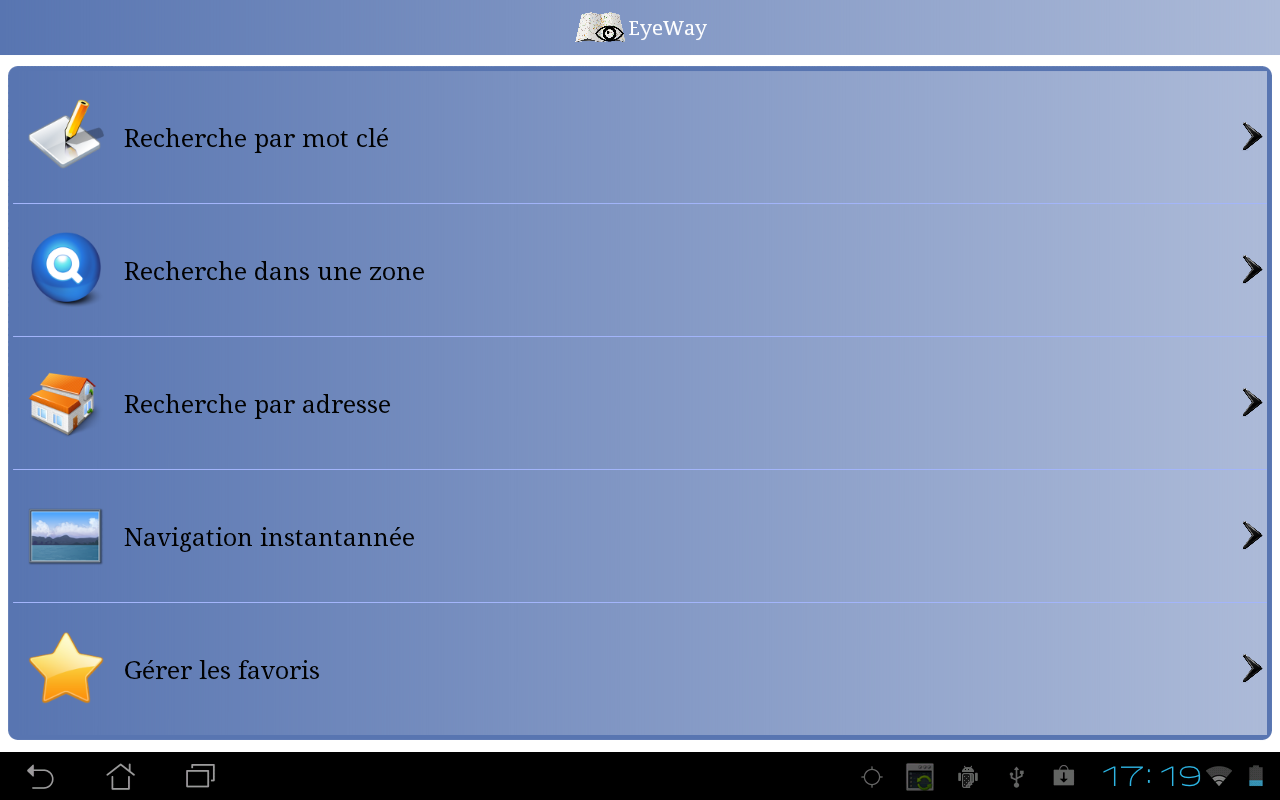 EyeWay
Recherche par mot clé
Recherche dans une zone
Recherche par adresse
Navigation instantannée
Gérer les favoris
17:19